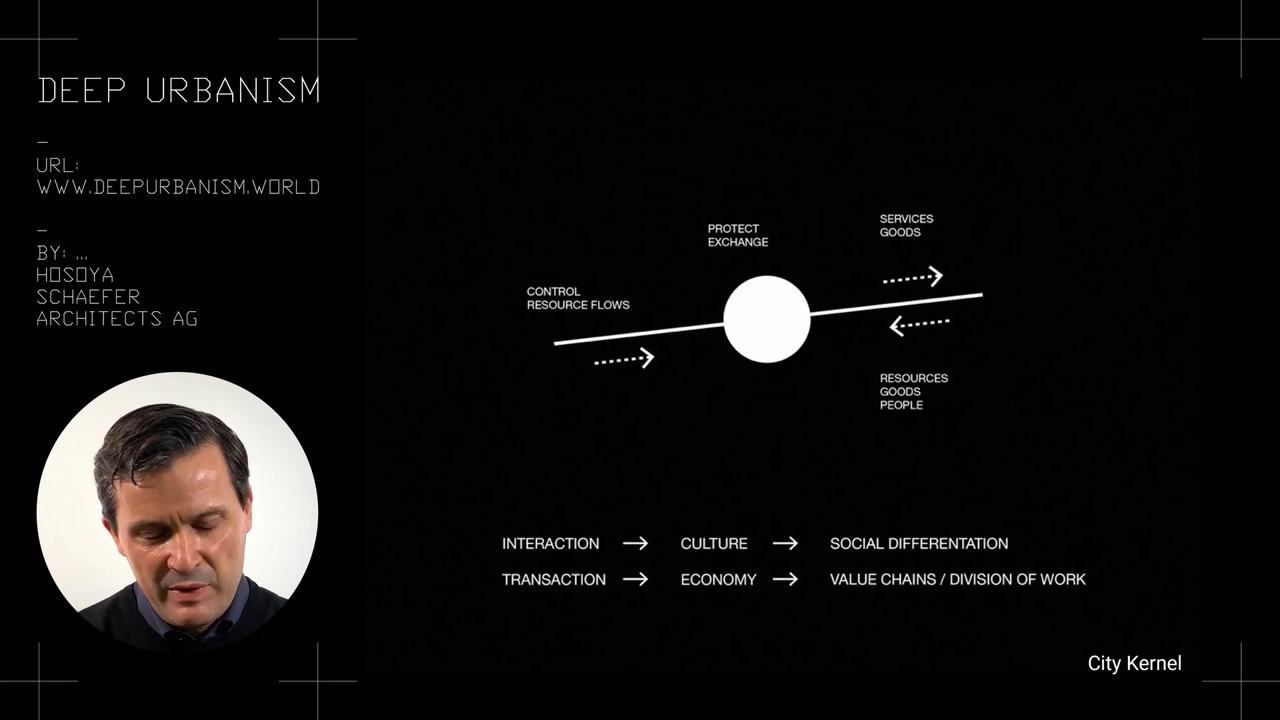 DEEP URBANISM
–
URL:
WWW.DEEPURBANISM.WORLD
–
BY: ...
HOSOYA
SCHAEFER
ARCHITECTS AG
PROTECT
EXCHANGE
SERVICES
GOODS
CONTROL
RESOURCE FLOWS
RESOURCES
GOODS
PEOPLE
INTERACTION → CULTURE → SOCIAL DIFFERENTATION
TRANSACTION → ECONOMY → VALUE CHAINS / DIVISION OF WORK
City Kernel